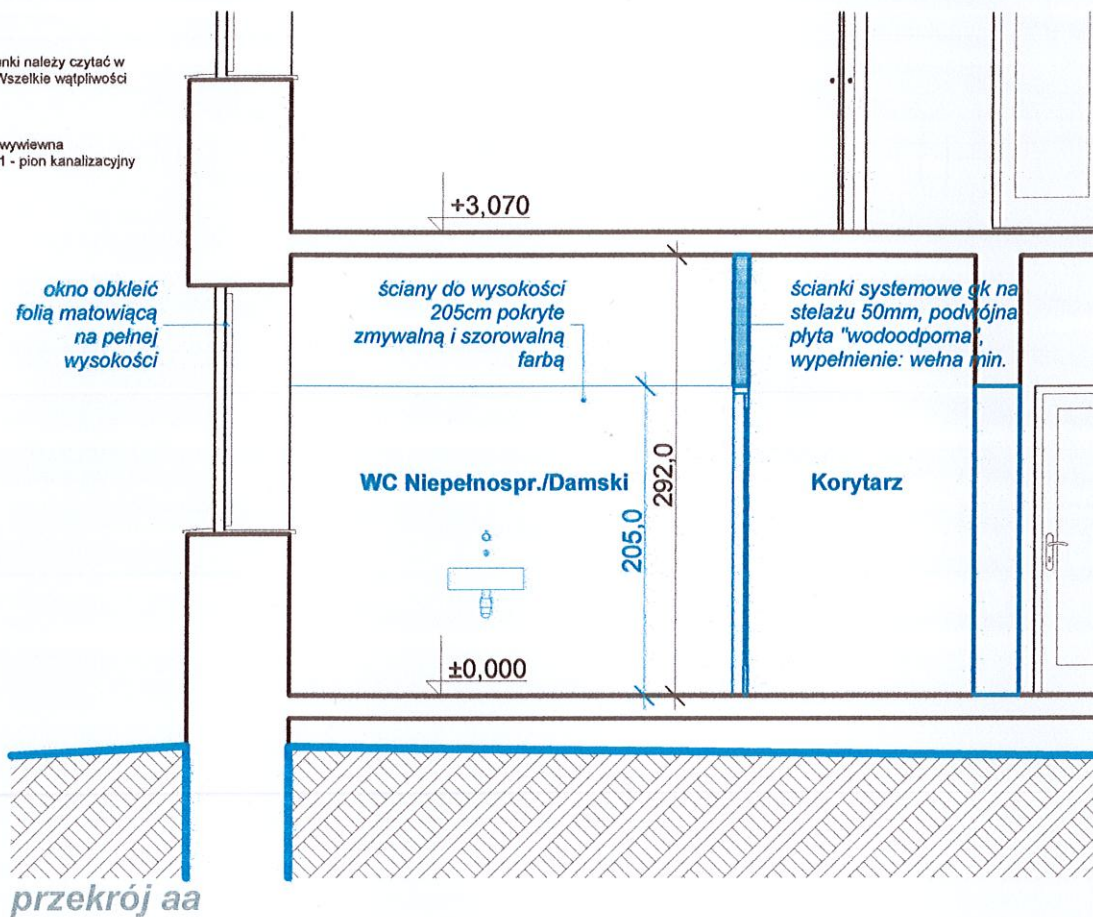 nki należy czytać w
Wszelkie wątpliwości
wywiewna
1 - pion kanalizacyjny
+3,070
okno obkleić
folią matowiącą
na pełnej
wysokości
ściany do wysokości
205cm pokryte
zmywalną i szorowalną
farbą
ścianki systemowe gk na
stelażu 50mm, podwójna
płyta "wodoodporna",
wypełnienie: wełna min.
WC Niepełnospr./Damski
292,0
205,0
Korytarz
±0,000
przekrój aa